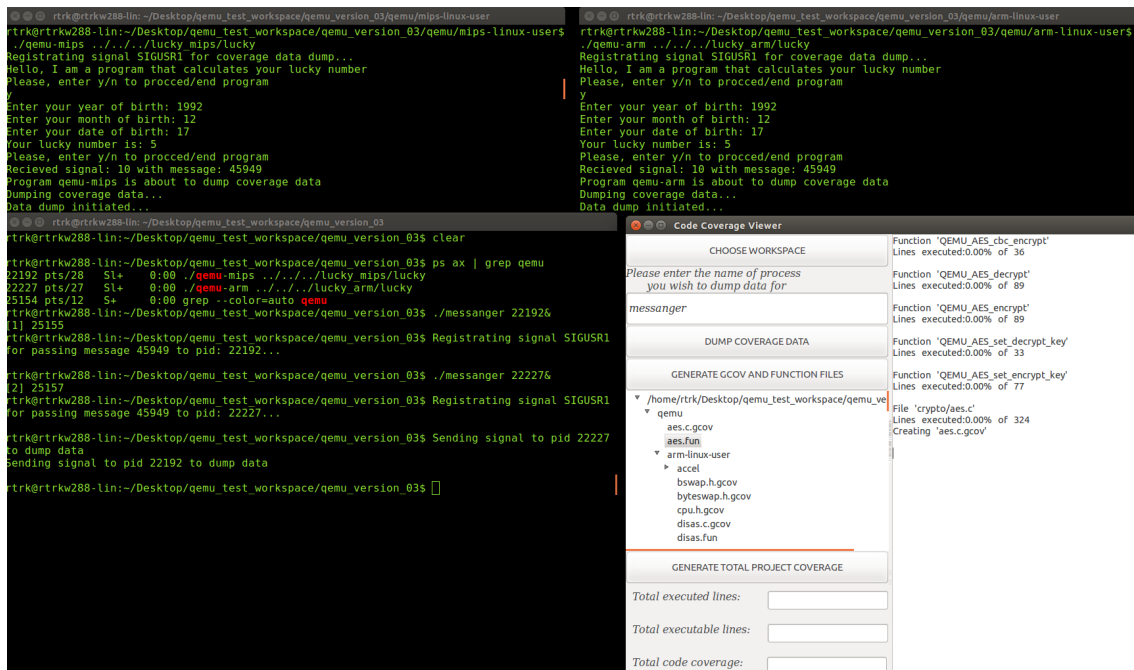 rtrk@rtrkw288-lin: ~/Desktop/qemu_test_workspace/qemu_version_03/qemu/mips-linux-user
rtrk@rtrkw288-lin:~/Desktop/qemu_test_workspace/qemu_version_03/qemu/mips-linux-user$
./qemu-mips ../../../lucky_mips/lucky
Registring signal SIGUSR1 for coverage data dump...
Hello, I am a program that calculates your lucky number
Please, enter y/n to procced/end program
y
Enter your year of birth: 1992
Enter your month of birth: 12
Enter your date of birth: 17
Your lucky number is: 5
Please, enter y/n to procced/end program
Recieved signal: 10 with message: 45949
Program qemu-mips is about to dump coverage data
Dumping coverage data...
Data dump initiated...
rtrk@rtrkw288-lin: ~/Desktop/qemu_test_workspace/qemu_version_03/qemu/arm-linux-user
rtrk@rtrkw288-lin:~/Desktop/qemu_test_workspace/qemu_version_03/qemu/arm-linux-user$
./qemu-arm ../../../lucky_arm/lucky
Registring signal SIGUSR1 for coverage data dump...
Hello, I am a program that calculates your lucky number
Please, enter y/n to procced/end program
y
Enter your year of birth: 1992
Enter your month of birth: 12
Enter your date of birth: 17
Your lucky number is: 5
Please, enter y/n to procced/end program
Recieved signal: 10 with message: 45949
Program qemu-arm is about to dump coverage data
Dumping coverage data...
Data dump initiated...
rtrk@rtrkw288-lin: ~/Desktop/qemu_test_workspace/qemu_version_03
rtrk@rtrkw288-lin:~/Desktop/qemu_test_workspace/qemu_version_03$ clear
rtrk@rtrkw288-lin:~/Desktop/qemu_test_workspace/qemu_version_03$ ps ax | grep qemu
22192 pts/28 Sl+ 0:00 ./qemu-mips ../../../lucky_mips/lucky
22227 pts/27 Sl+ 0:00 ./qemu-arm ../../../lucky_arm/lucky
25154 pts/12 S+ 0:00 grep --color=auto qemu
rtrk@rtrkw288-lin:~/Desktop/qemu_test_workspace/qemu_version_03$ ./messanger 22192&
[1] 25155
rtrk@rtrkw288-lin:~/Desktop/qemu_test_workspace/qemu_version_03$ Registring signal SIGUSR1
for passing message 45949 to pid: 22192...
rtrk@rtrkw288-lin:~/Desktop/qemu_test_workspace/qemu_version_03$ ./messanger 22227&
[2] 25157
rtrk@rtrkw288-lin:~/Desktop/qemu_test_workspace/qemu_version_03$ Registring signal SIGUSR1
for passing message 45949 to pid: 22227...
rtrk@rtrkw288-lin:~/Desktop/qemu_test_workspace/qemu_version_03$ Sending signal to pid 22227
to dump data
Sending signal to pid 22192 to dump data
rtrk@rtrkw288-lin:~/Desktop/qemu_test_workspace/qemu_version_03$
Code Coverage Viewer
CHOOSE WORKSPACE
Please enter the name of process
you wish to dump data for
messanger
DUMP COVERAGE DATA
GENERATE GCOV AND FUNCTION FILES
/home/rtrk/Desktop/qemu_test_workspace/qemu_ve
qemu
aes.c.gcov
aes.fun
arm-linux-user
accel
bswap.h.gcov
byteswap.h.gcov
cpu.h.gcov
disas.c.gcov
disas.fun
GENERATE TOTAL PROJECT COVERAGE
Total executed lines:
Total executable lines:
Total code coverage:
Function 'QEMU_AES_cbc_encrypt'
Lines executed:0.00% of 36
Function 'QEMU_AES_decrypt'
Lines executed:0.00% of 89
Function 'QEMU_AES_encrypt'
Lines executed:0.00% of 89
Function 'QEMU_AES_set_decrypt_key'
Lines executed:0.00% of 33
Function 'QEMU_AES_set_encrypt_key'
Lines executed:0.00% of 77
File 'crypto/aes.c'
Lines executed:0.00% of 324
Creating 'aes.c.gcov'